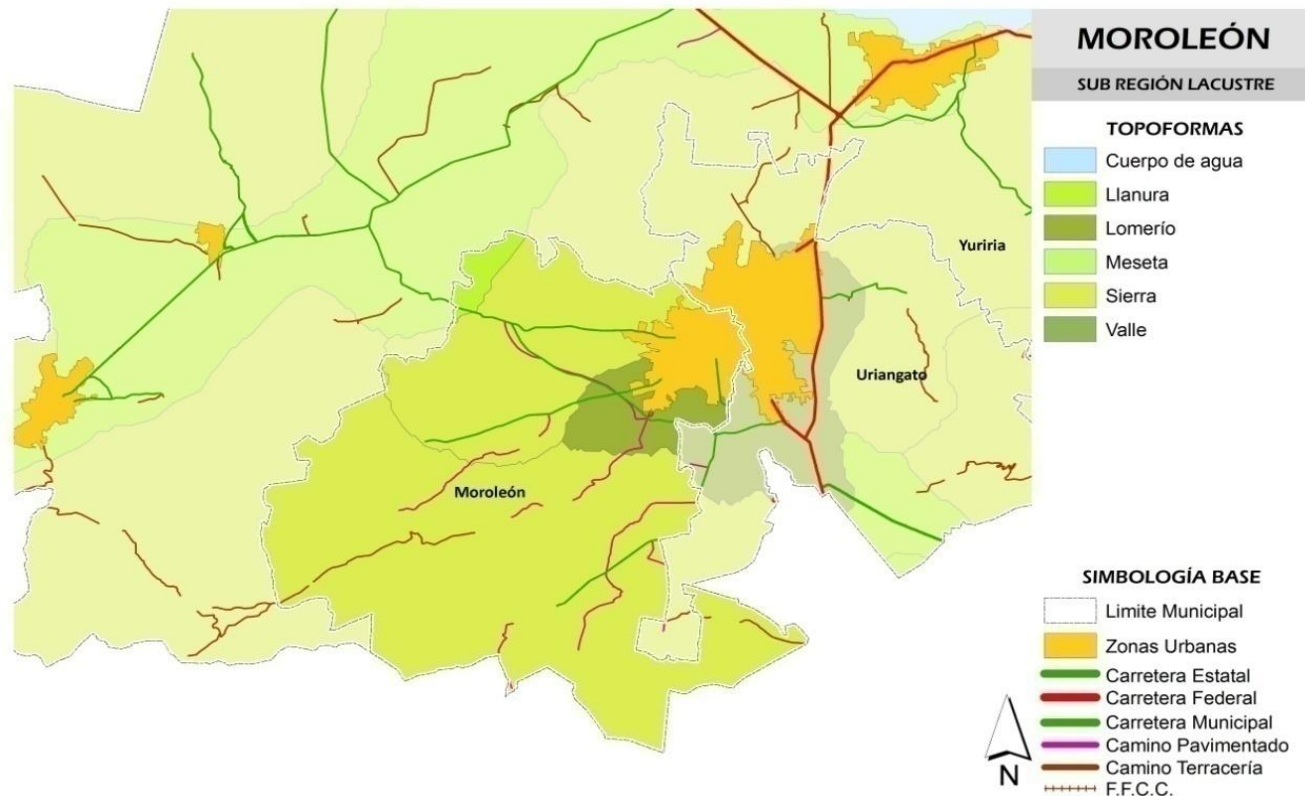 MOROLEÓN
SUB REGIÓN LACUSTRE
TOPOFORMAS
Cuerpo de agua
Llanura
Lomerío
Meseta
Sierra
Valle
Yuriria
Uriangato
Moroleón
SIMBOLOGÍA BASE
Limite Municipal
Zonas Urbanas
Carretera Estatal
Carretera Federal
Carretera Municipal
Camino Pavimentado
Camino Terracería
F.F.C.C.
N